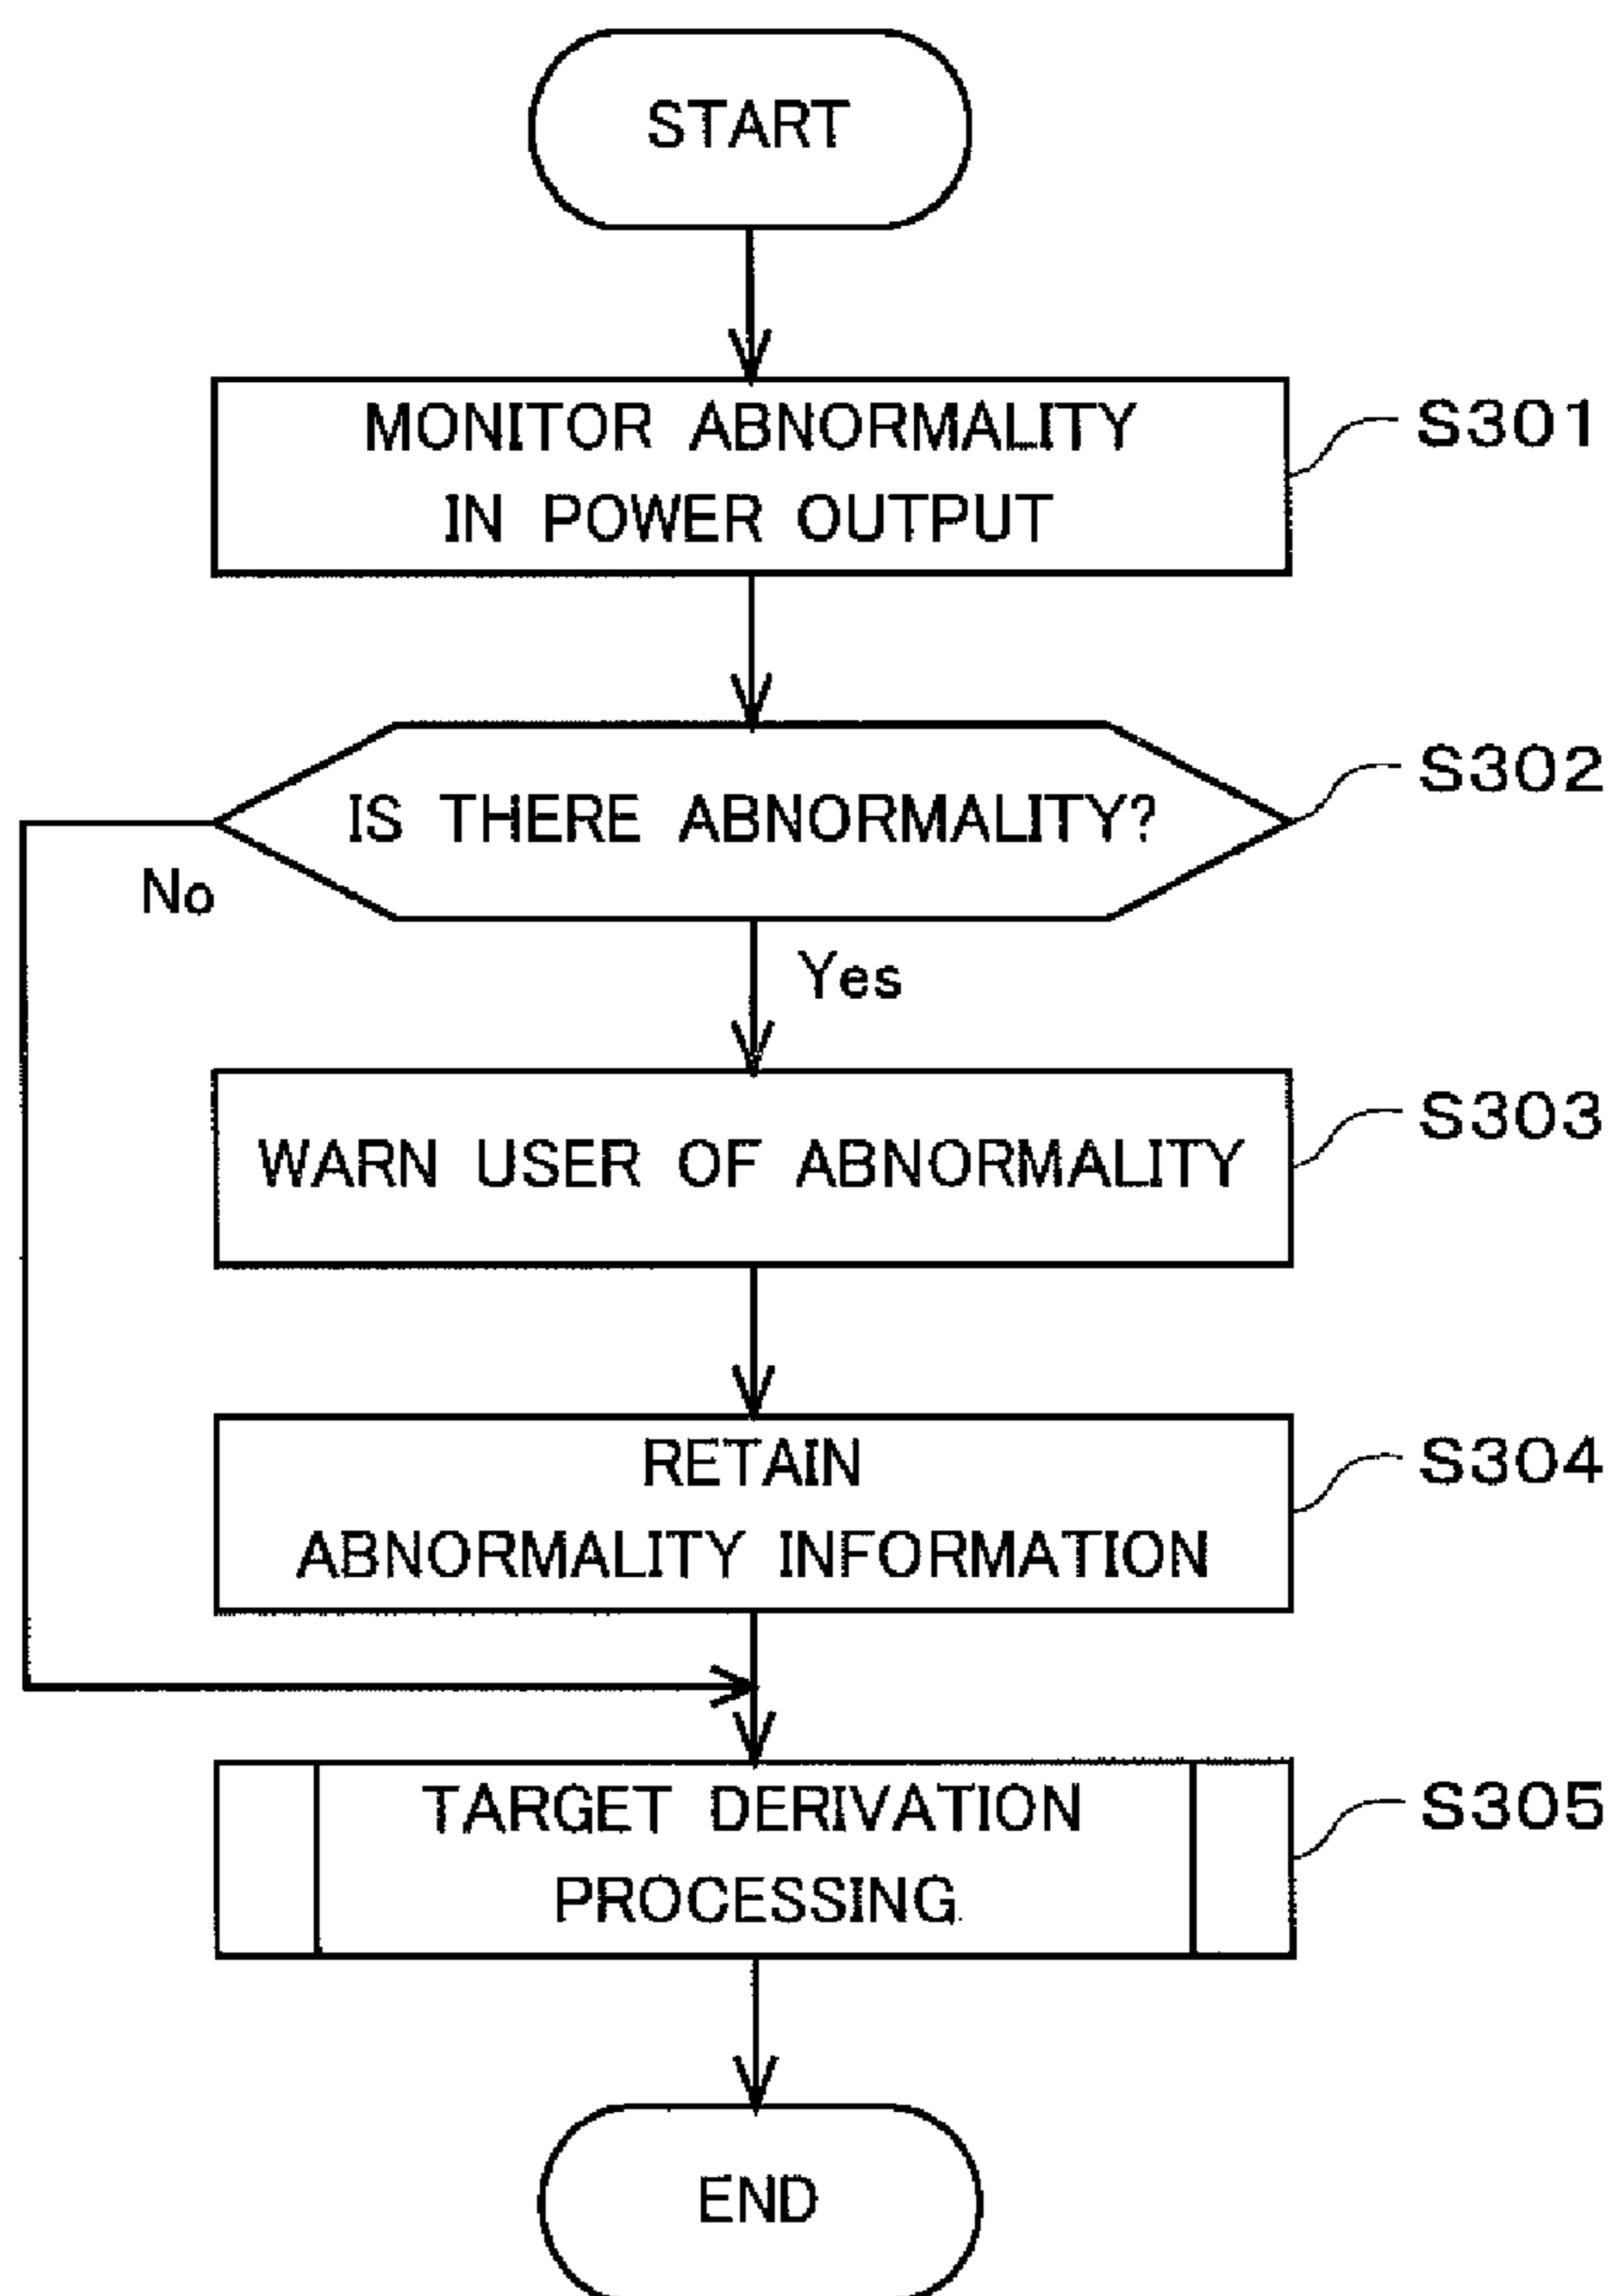 START
MONITOR ABNORMALITY
IN POWER OUTPUT
S301
IS THERE ABNORMALITY?
S302
No
Yes
WARN USER OF ABNORMALITY
S303
RETAIN
ABNORMALITY INFORMATION
S304
TARGET DERIVATION
PROCESSING
S305
END